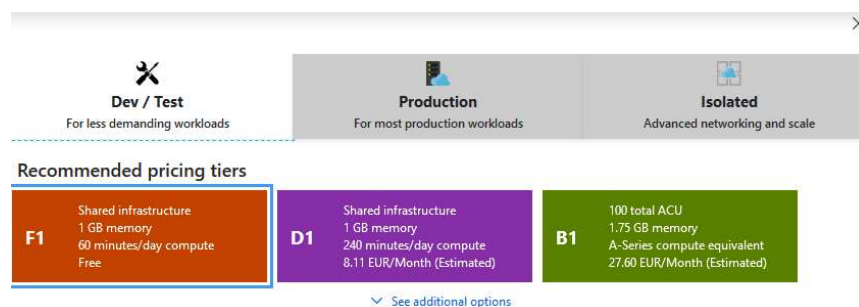 Dev / Test
For less demanding workloads
Production
For most production workloads
Isolated
Advanced networking and scale
Recommended pricing tiers
F1
Shared infrastructure
1 GB memory
60 minutes/day compute
Free
D1
Shared infrastructure
1 GB memory
240 minutes/day compute
8.11 EUR/Month (Estimated)
B1
100 total ACU
1.75 GB memory
A-Series compute equivalent
27.60 EUR/Month (Estimated)
See additional options